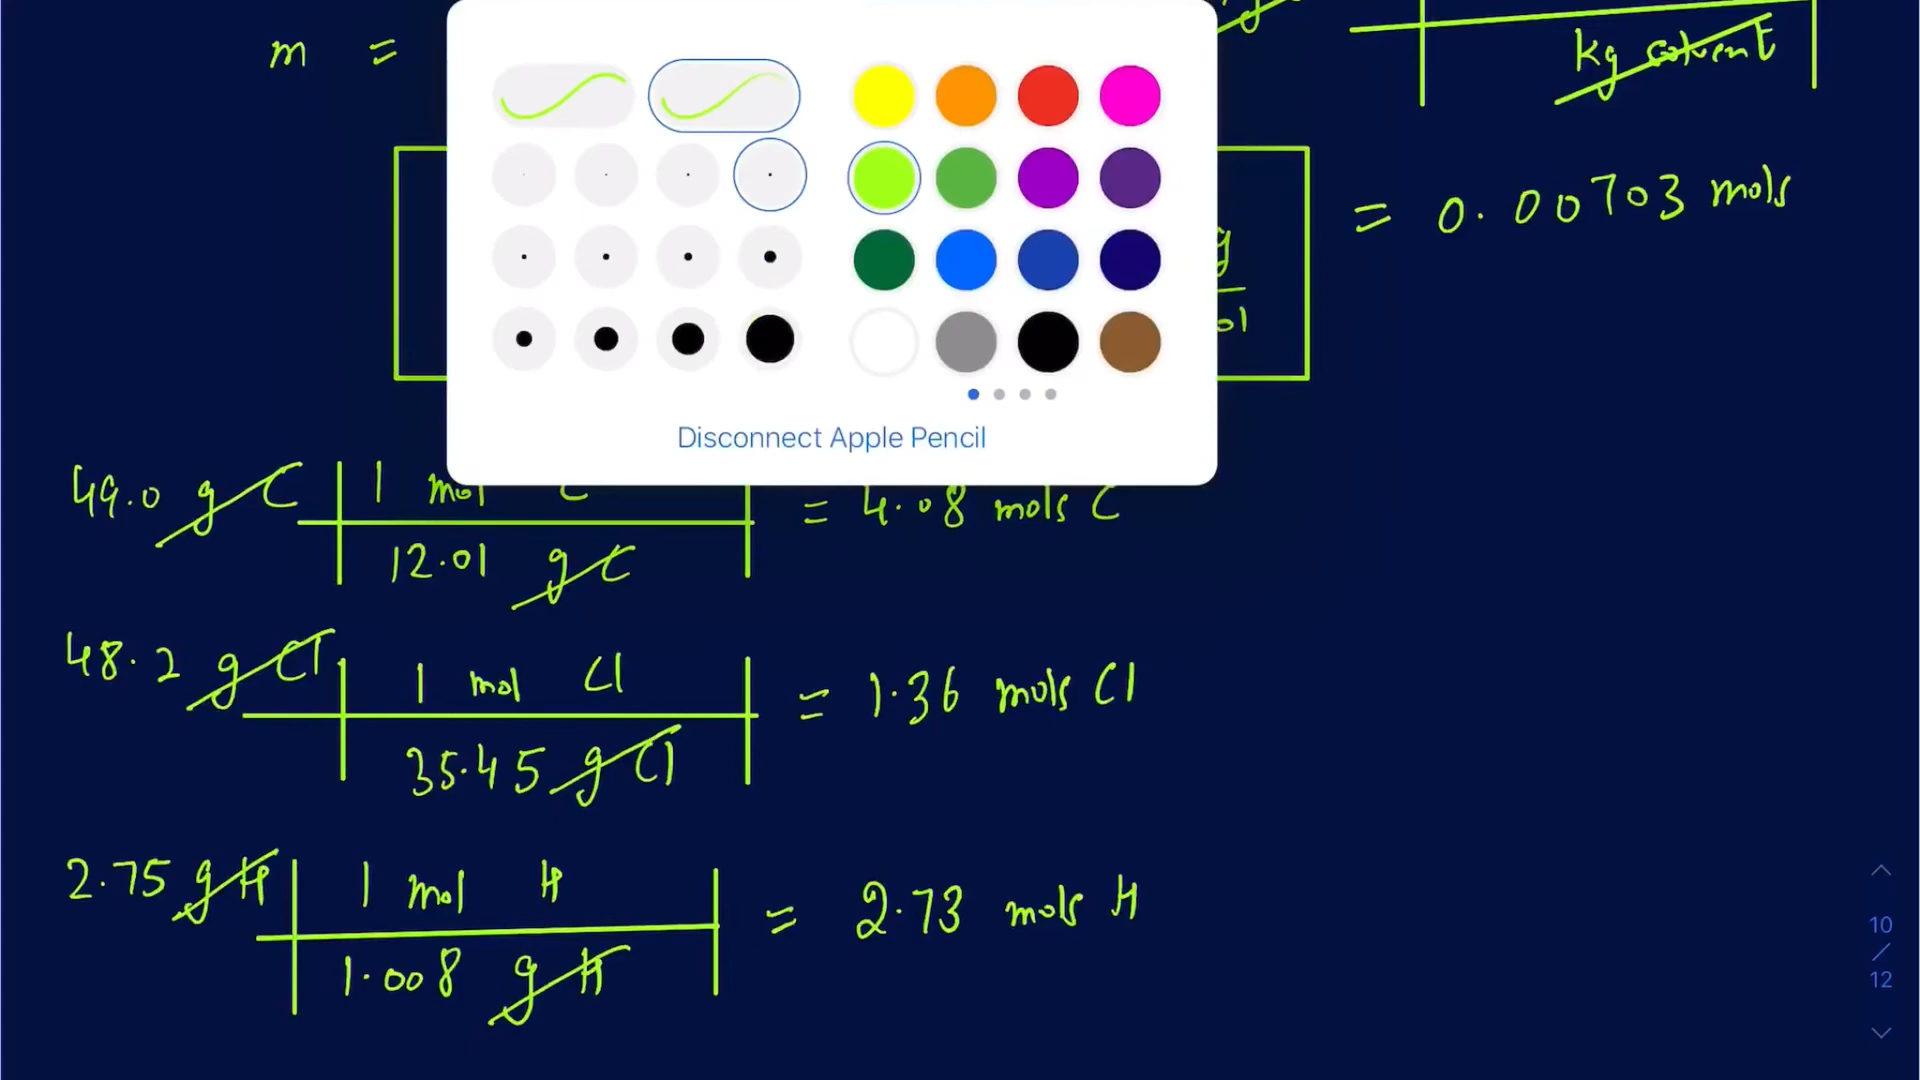 m =
kg solvent
= 0.00703 mols
g
ol
Disconnect Apple Pencil
49.0 g C | 1 mol C = 4.08 mols C
12.01 g C
48.2 g Cl | 1 mol Cl = 1.36 mols Cl
35.45 g Cl
2.75 g H | 1 mol H = 2.73 mols H
1.008 g H
10
/
12